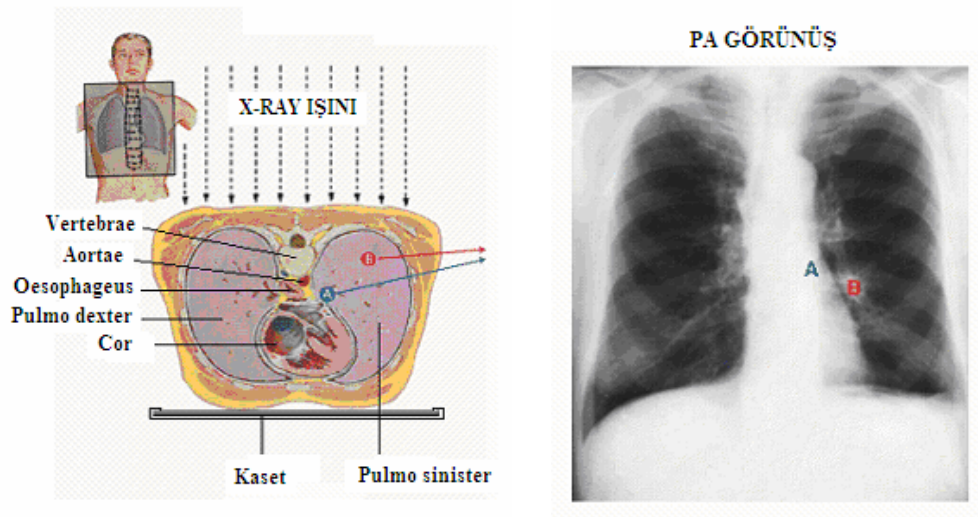 PA GÖRÜNÜŞ
X-RAY IŞINI
Vertebrae
Aortae
Oesophageus
Pulmo dexter
Cor
B
A
A
B
Kaset
Pulmo sinister